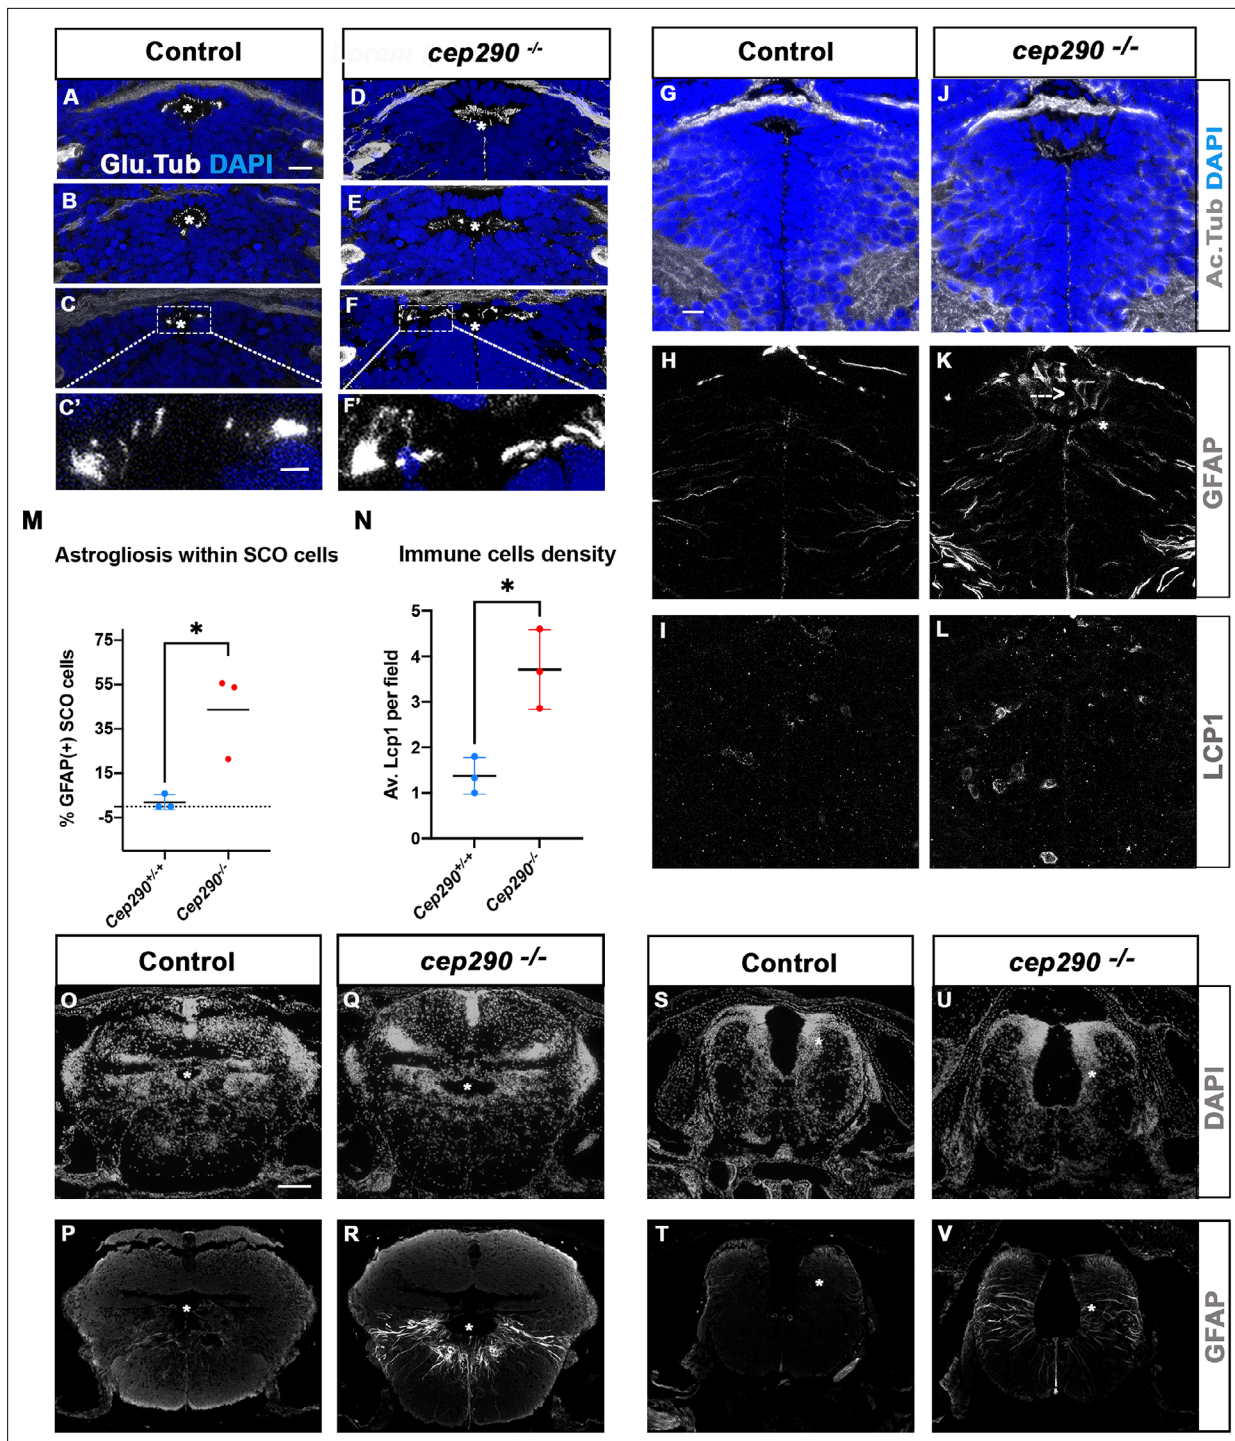 Control
cep290 -/-
Control
cep290 -/-
A
D
G
J
Glu.Tub DAPI
B
E
C
F
C'
F'
Ac.Tub DAPI
H
K
GFAP
I
L
LCP1
M
Astrogliosis within SCO cells
*
% GFAP(+) SCO cells
75
55
35
15
-5
Cep290+/-+
Cep290-/-
N
Immune cells density
*
Av. Lcp1 per field
5
4
3
2
1
0
Cep290+/-+
Cep290-/-
Control
cep290 -/-
Control
cep290 -/-
O
Q
S
U
DAPI
P
R
T
V
GFAP